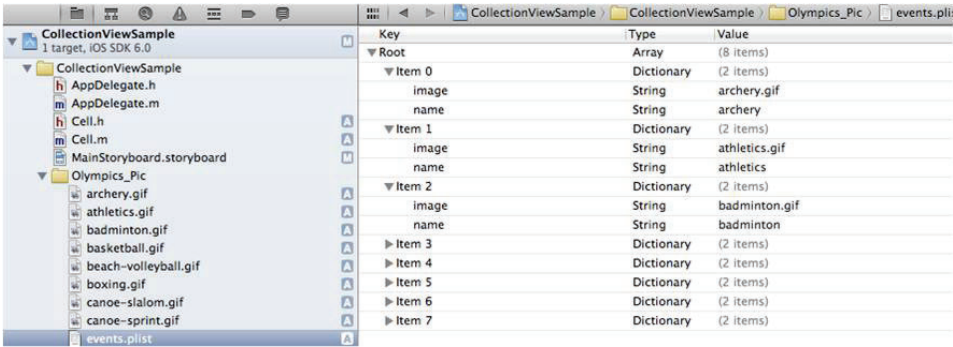 CollectionViewSample
CollectionViewSample
Olympics_Pic
events.plis
CollectionViewSample
1 target, iOS SDK 6.0
M
CollectionViewSample
h AppDelegate.h
m AppDelegate.m
h Cell.h A
m Cell.m A
MainStoryboard.storyboard M
Olympics_Pic
archery.gif A
athletics.gif A
badminton.gif A
basketball.gif A
beach-volleyball.gif A
boxing.gif A
canoe-slalom.gif A
canoe-sprint.gif A
events.plist A
Key Type Value
Root Array (8 items)
Item 0 Dictionary (2 items)
image String archery.gif
name String archery
Item 1 Dictionary (2 items)
image String athletics.gif
name String athletics
Item 2 Dictionary (2 items)
image String badminton.gif
name String badminton
Item 3 Dictionary (2 items)
Item 4 Dictionary (2 items)
Item 5 Dictionary (2 items)
Item 6 Dictionary (2 items)
Item 7 Dictionary (2 items)